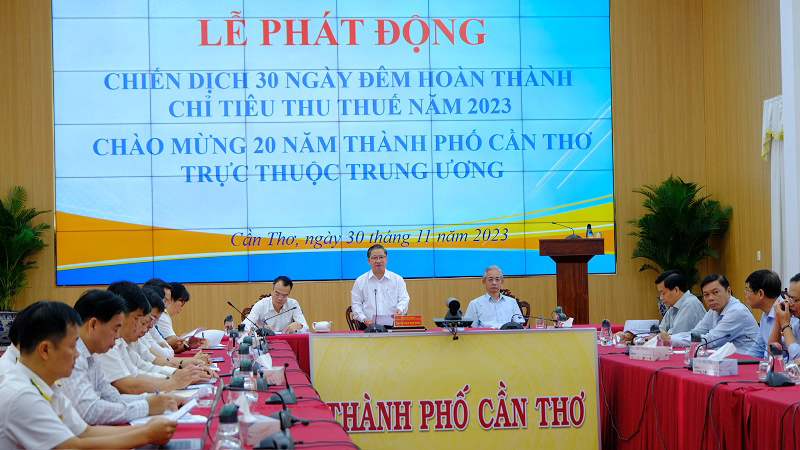 LỄ PHÁT ĐỘNG
CHIẾN DỊCH 30 NGÀY ĐÊM HOÀN THÀNH
CHỈ TIÊU THU THUẾ NĂM 2023
CHÀO MỪNG 20 NĂM THÀNH PHỐ CẦN THƠ
TRỰC THUỘC TRUNG ƯƠNG
Cần Thơ, ngày 30 tháng 11 năm 2023
THÀNH PHỐ CẦN THƠ